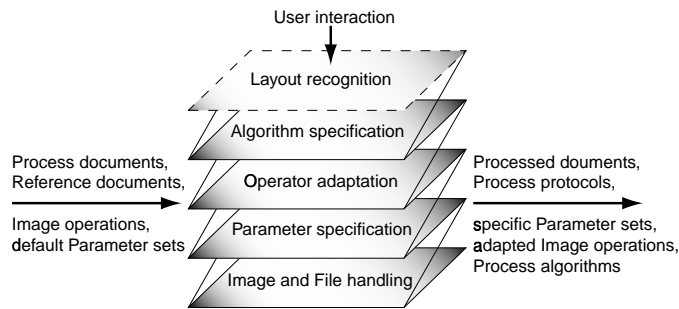 User interaction
Layout recognition
Algorithm specification
Operator adaptation
Parameter specification
Image and File handling
Process documents,
Reference documents,
Image operations,
default Parameter sets
Processed douments,
Process protocols,
specific Parameter sets,
adapted Image operations,
Process algorithms